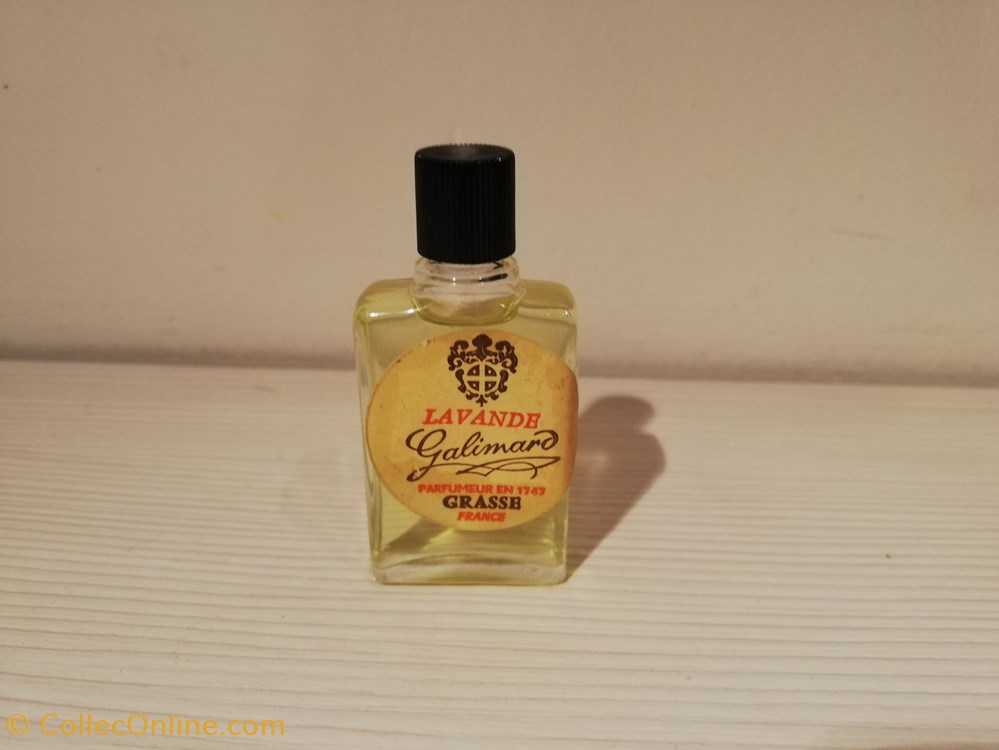 LAVANDE
Galimard
PARFUMEUR EN 1747
GRASSE
FRANCE
© CollecOnline.com